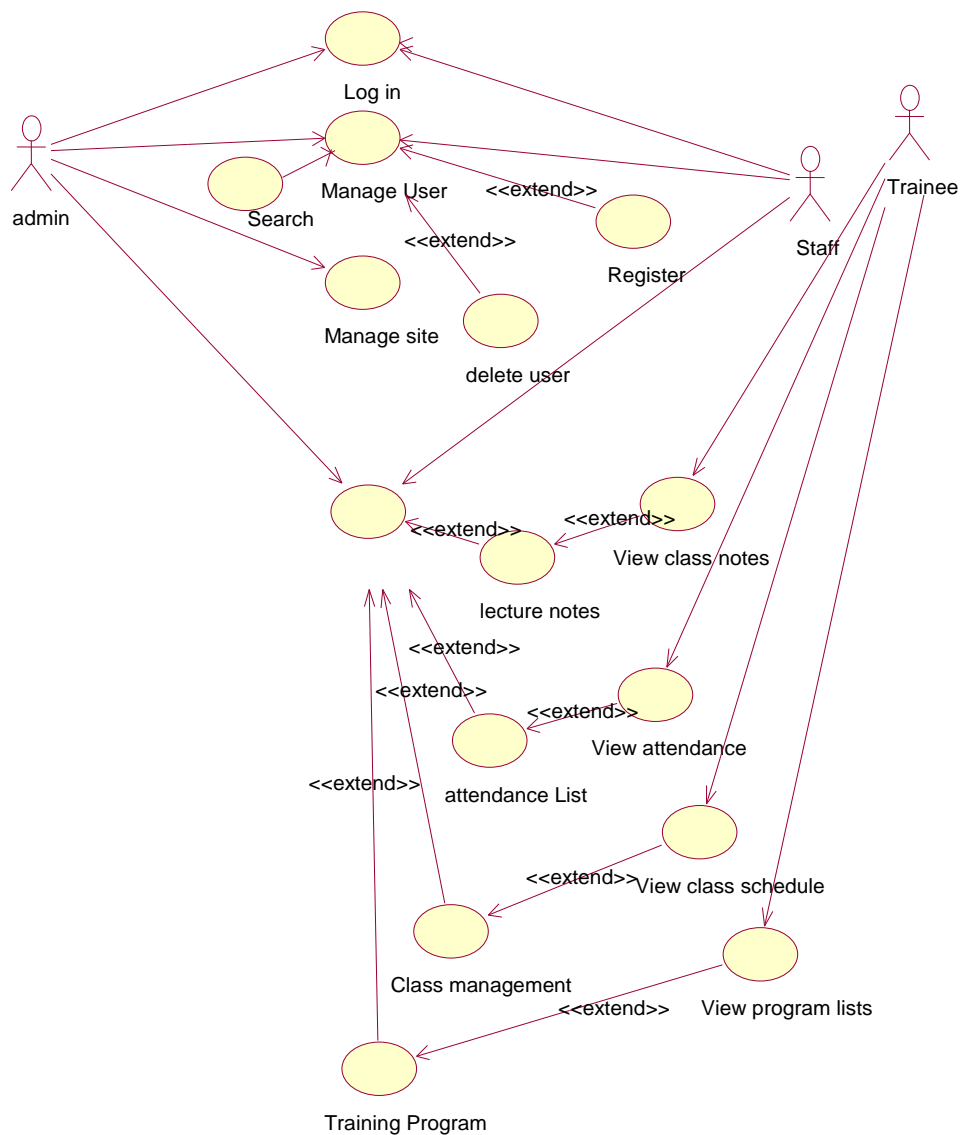 Log in
Manage User
<<extend>>
Trainee
admin
Search
Staff
<<extend>>
Register
Manage site
delete user
<<extend>>
<<extend>>
View class notes
lecture notes
<<extend>>
<<extend>>
<<extend>>
View attendance
<<extend>>
attendance List
<<extend>>
View class schedule
Class management
<<extend>>
View program lists
Training Program